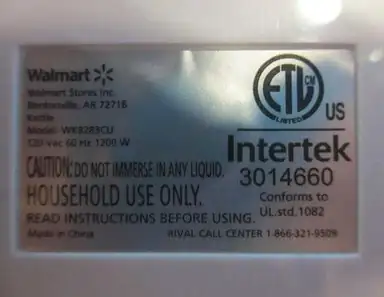 Walmart
Walmart Stores Inc.
Bentonville, AR 72716
Kettle
Model: WK8283CU
120 Vac 60 Hz 1200 W
CAUTION: DO NOT IMMERSE IN ANY LIQUID.
HOUSEHOLD USE ONLY.
READ INSTRUCTIONS BEFORE USING.
Made in China
RIVAL CALL CENTER 1-866-321-9508
ETL CM
LISTED
US
Intertek
3014660
Conforms to
UL.std.1082